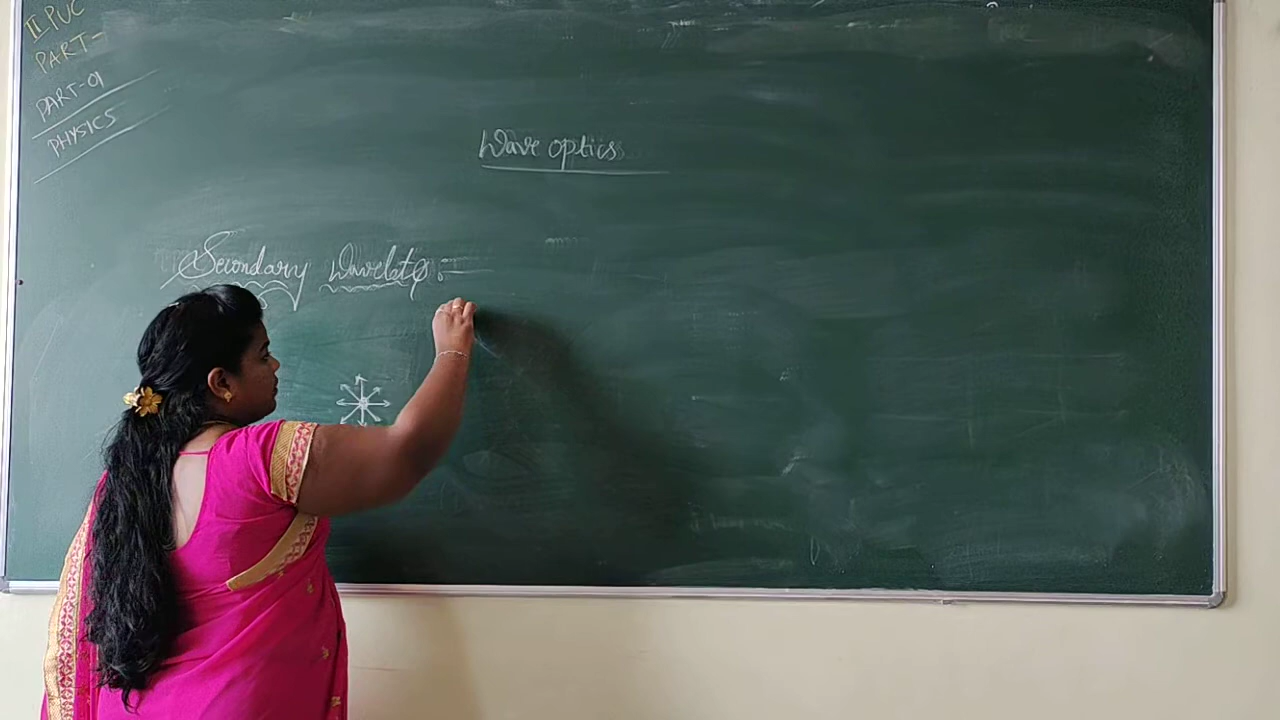 II PUC
PART-
PART-01
PHYSICS
Wave optics
Secondary Wavelets :-